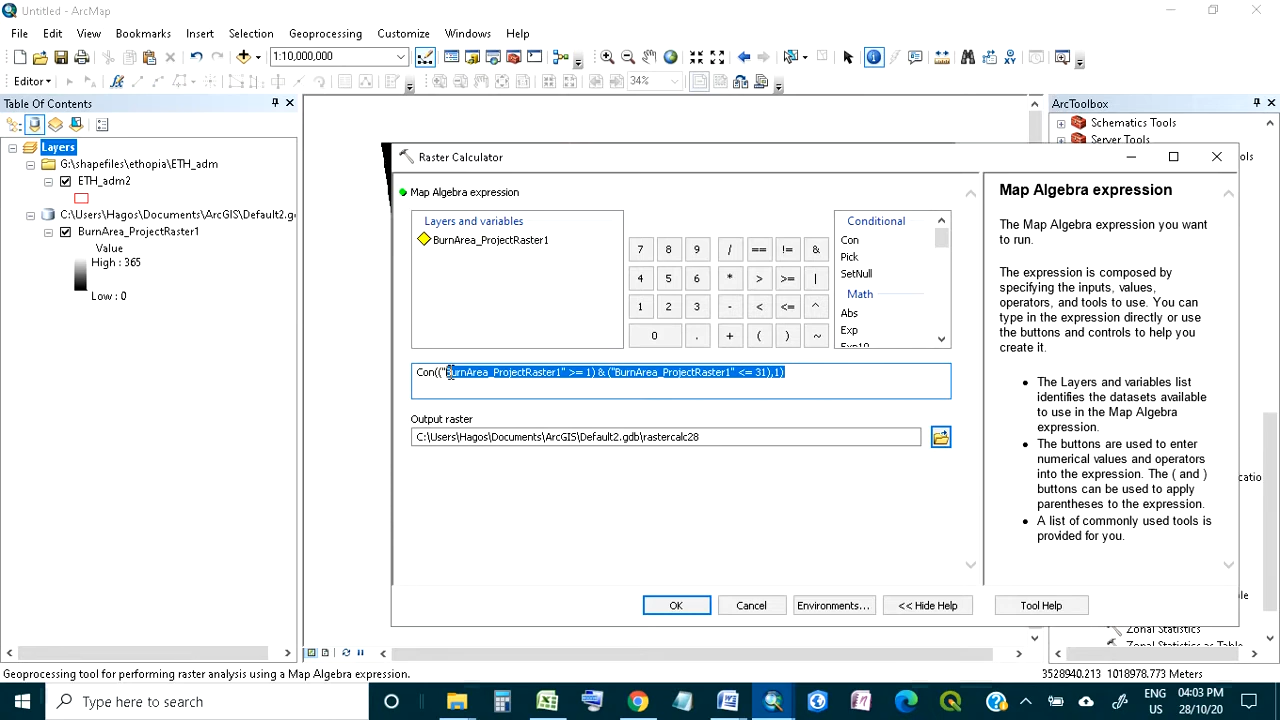 Untitled - ArcMap
File Edit View Bookmarks Insert Selection Geoprocessing Customize Windows Help
1:10,000,000
Editor
34%
Table Of Contents
Layers
G:\shapefiles\ethopia\ETH_adm
ETH_adm2
C:\Users\Hagos\Documents\ArcGIS\Default2.g
BurnArea_ProjectRaster1
Value
High : 365
Low : 0
ArcToolbox
Schematics Tools
Server Tools
Raster Calculator
Map Algebra expression
Layers and variables
BurnArea_ProjectRaster1
7 8 9 / == != &
4 5 6 * > >= |
1 2 3 - < <= ^
0 . + ( ) ~
Conditional
Con
Pick
SetNull
Math
Abs
Exp
Exp10
Con(("BurnArea_ProjectRaster1" >= 1) & ("BurnArea_ProjectRaster1" <= 31),1)
Output raster
C:\Users\Hagos\Documents\ArcGIS\Default2.gdb\rastercalc28
OK Cancel Environments... << Hide Help Tool Help
Map Algebra expression
The Map Algebra expression you want
to run.
The expression is composed by
specifying the inputs, values,
operators, and tools to use. You can
type in the expression directly or use
the buttons and controls to help you
create it.
• The Layers and variables list
identifies the datasets available
to use in the Map Algebra
expression.
• The buttons are used to enter
numerical values and operators
into the expression. The ( and )
buttons can be used to apply
parentheses to the expression.
• A list of commonly used tools is
provided for you.
Zonal Statistics
Zonal Statistics as Table
Geoprocessing tool for performing raster analysis using a Map Algebra expression.
3528940.213 1018978.773 Meters
Type here to search
ENG
US
04:03 PM
28/10/20